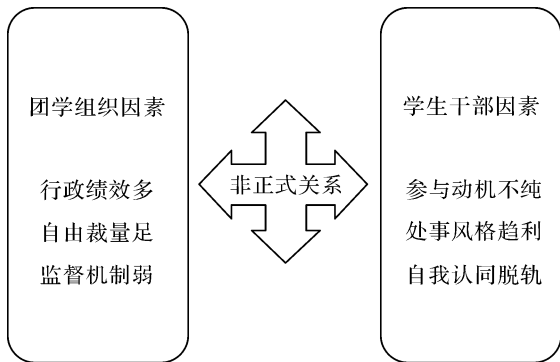 团学组织因素
行政绩效多
自由裁量足
监督机制弱
非正式关系
学生干部因素
参与动机不纯
处事风格趋利
自我认同脱轨